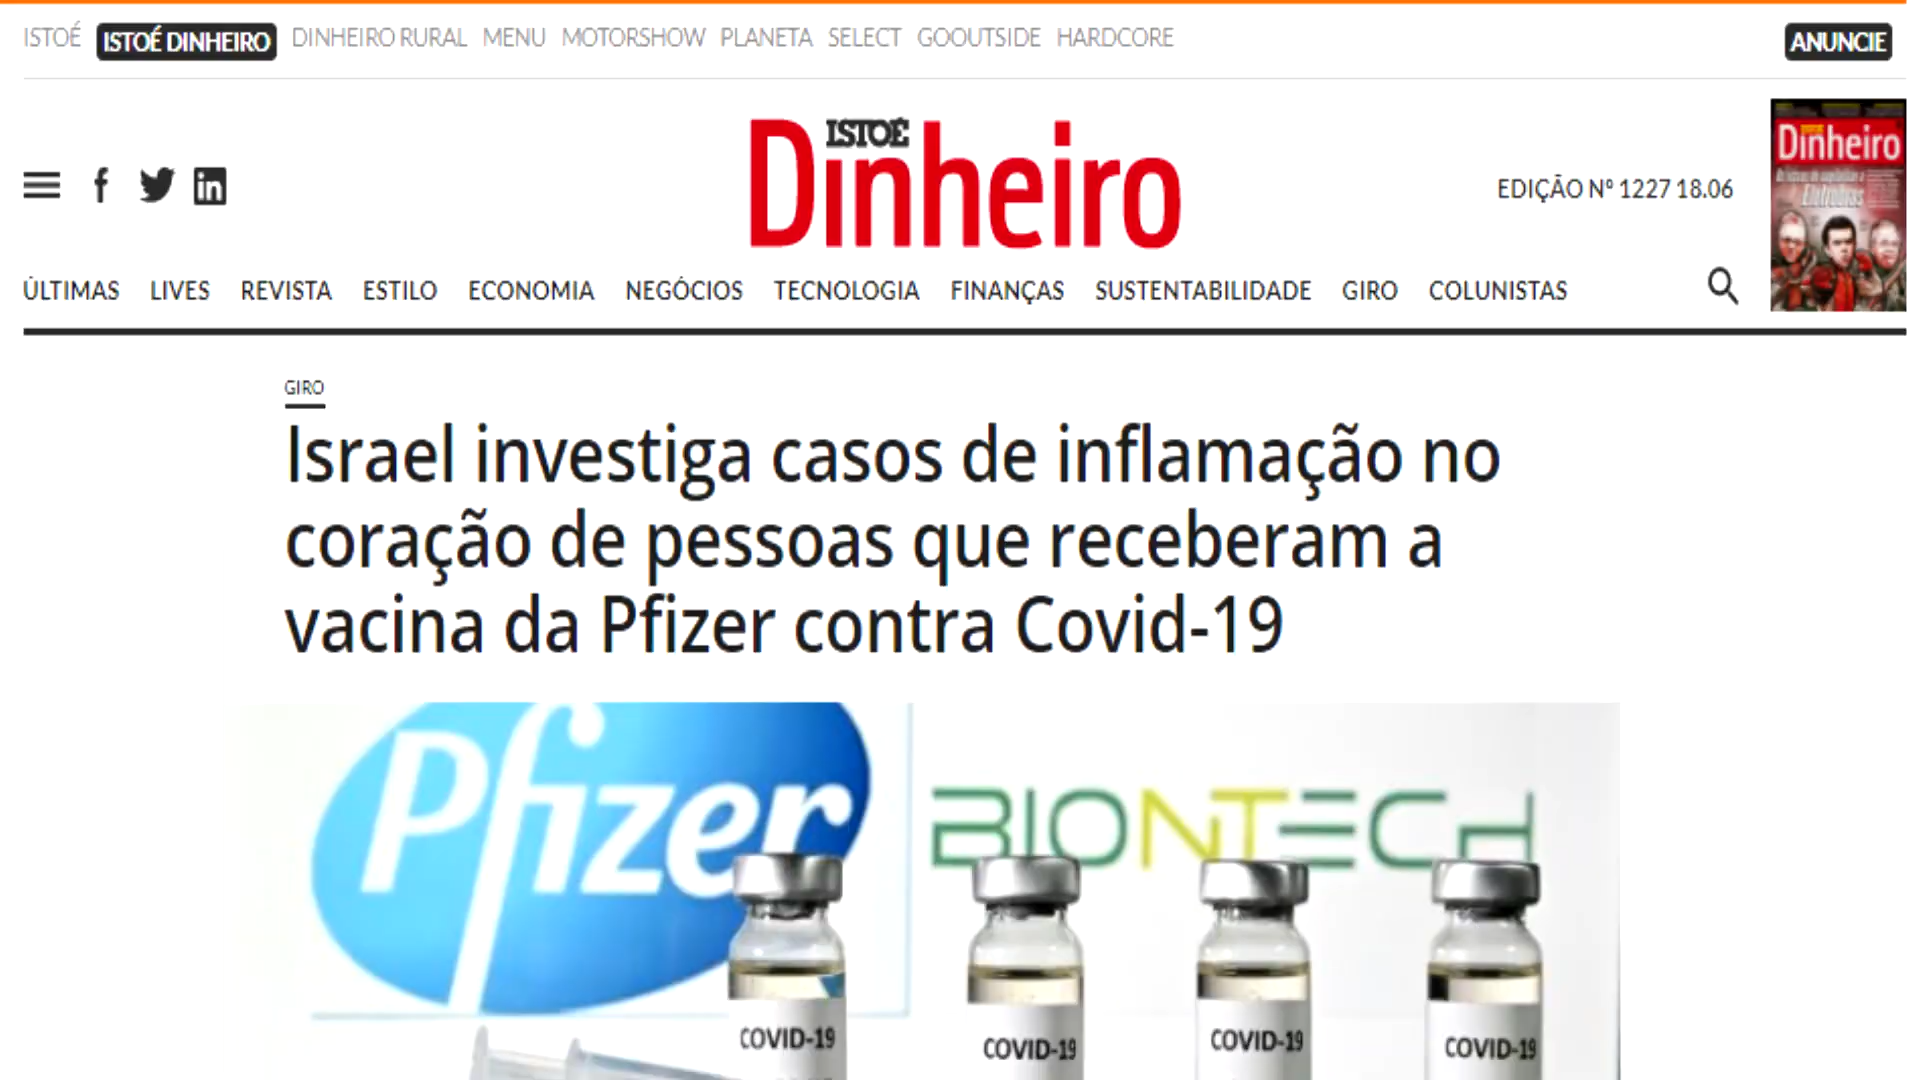 ISTOÉ ISTOÉ DINHEIRO DINHEIRO RURAL MENU MOTORSHOW PLANETA SELECT GOOUTSIDE HARDCORE ANUNCIE
ISTOÉ
Dinheiro
EDIÇÃO Nº 1227 18.06
Dinheiro
Eletrobras
ÚLTIMAS LIVES REVISTA ESTILO ECONOMIA NEGÓCIOS TECNOLOGIA FINANÇAS SUSTENTABILIDADE GIRO COLUNISTAS
GIRO
Israel investiga casos de inflamação no
coração de pessoas que receberam a
vacina da Pfizer contra Covid-19
Pfizer
BIONTECH
COVID-19
COVID-19
COVID-19
COVID-19